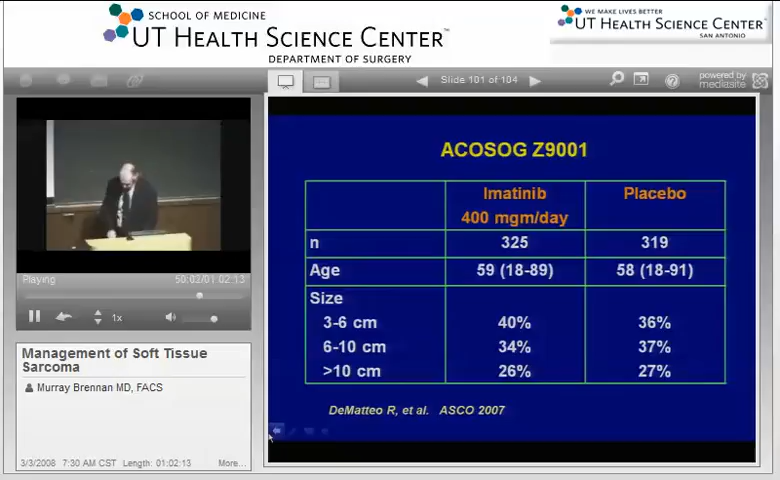 SCHOOL OF MEDICINE
UT HEALTH SCIENCE CENTER™
DEPARTMENT OF SURGERY
WE MAKE LIVES BETTER
UT HEALTH SCIENCE CENTER™
SAN ANTONIO
Slide 101 of 104
powered by
mediasite
Playing
50:02/01:02:13
1x
Management of Soft Tissue
Sarcoma
Murray Brennan MD, FACS
3/3/2008 7:30 AM CST Length: 01:02:13 More...
ACOSOG Z9001
Imatinib Placebo
400 mgm/day
n 325 319
Age 59 (18-89) 58 (18-91)
Size
3-6 cm 40% 36%
6-10 cm 34% 37%
>10 cm 26% 27%
DeMatteo R, et al. ASCO 2007